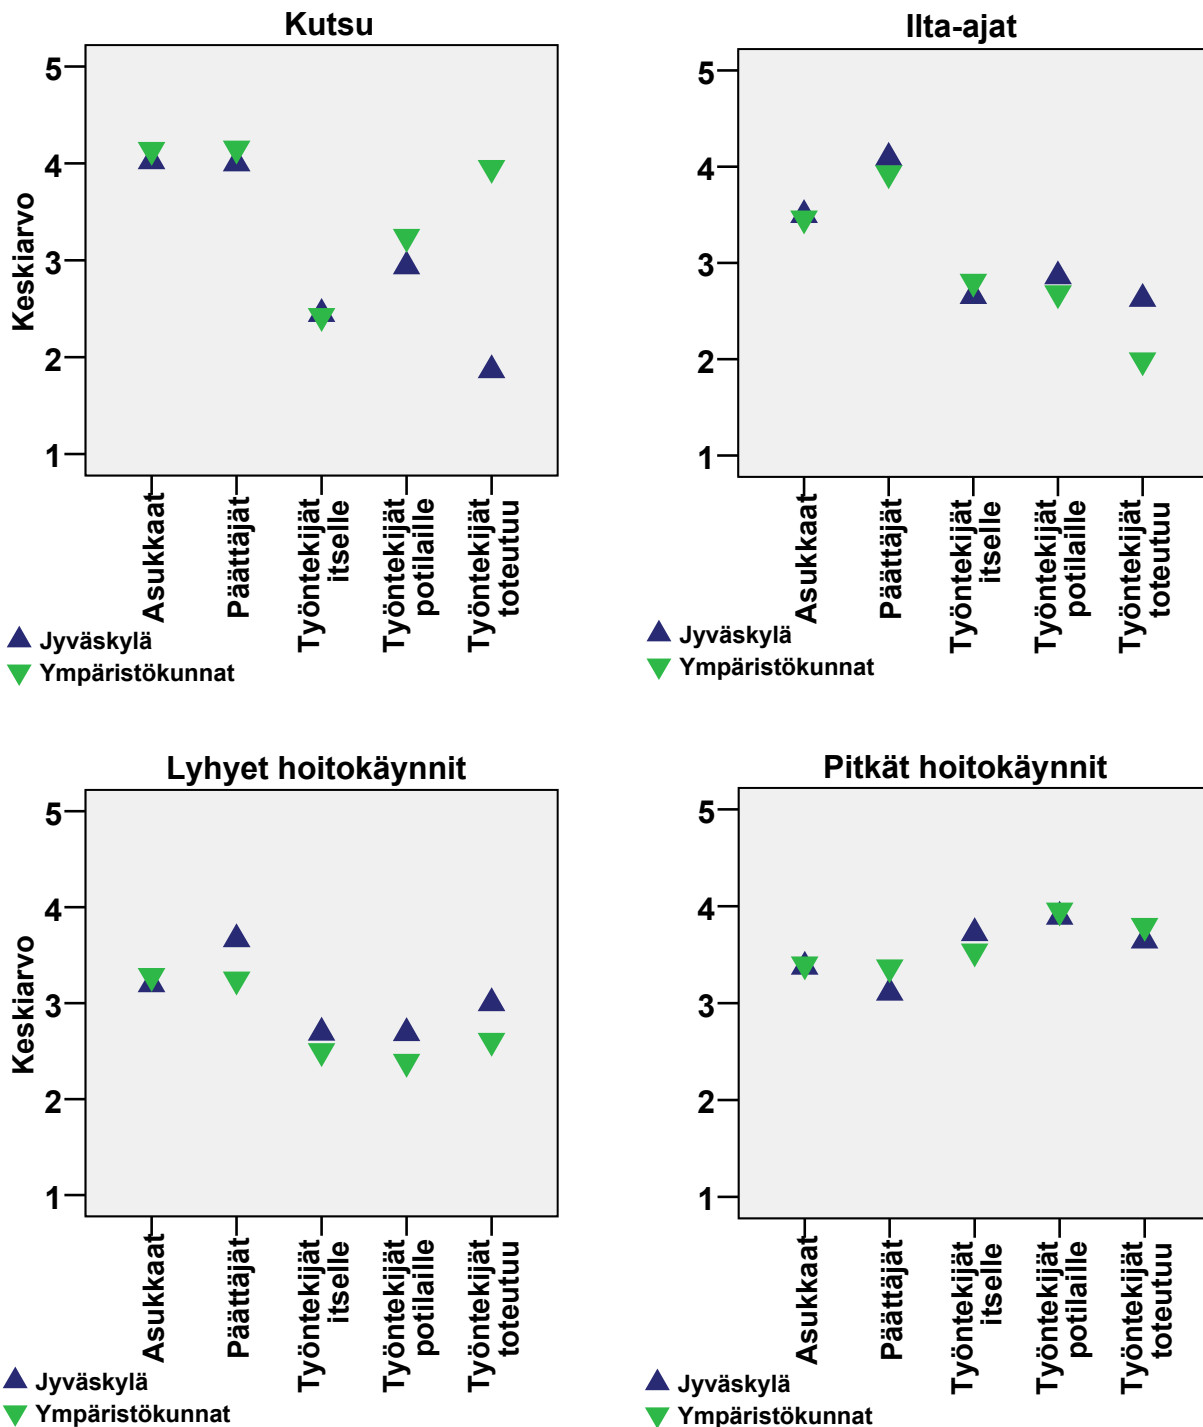 Kutsu
5
4
3
2
1
Keskiarvo
Asukkaat
Päättäjät
Työntekijät
itselle
Työntekijät
potilaille
Työntekijät
toteutuu
Jyväskylä
Ympäristökunnat
Ilta-ajat
5
4
3
2
1
Asukkaat
Päättäjät
Työntekijät
itselle
Työntekijät
potilaille
Työntekijät
toteutuu
Jyväskylä
Ympäristökunnat
Lyhyet hoitokäynnit
5
4
3
2
1
Keskiarvo
Asukkaat
Päättäjät
Työntekijät
itselle
Työntekijät
potilaille
Työntekijät
toteutuu
Jyväskylä
Ympäristökunnat
Pitkät hoitokäynnit
5
4
3
2
1
Asukkaat
Päättäjät
Työntekijät
itselle
Työntekijät
potilaille
Työntekijät
toteutuu
Jyväskylä
Ympäristökunnat